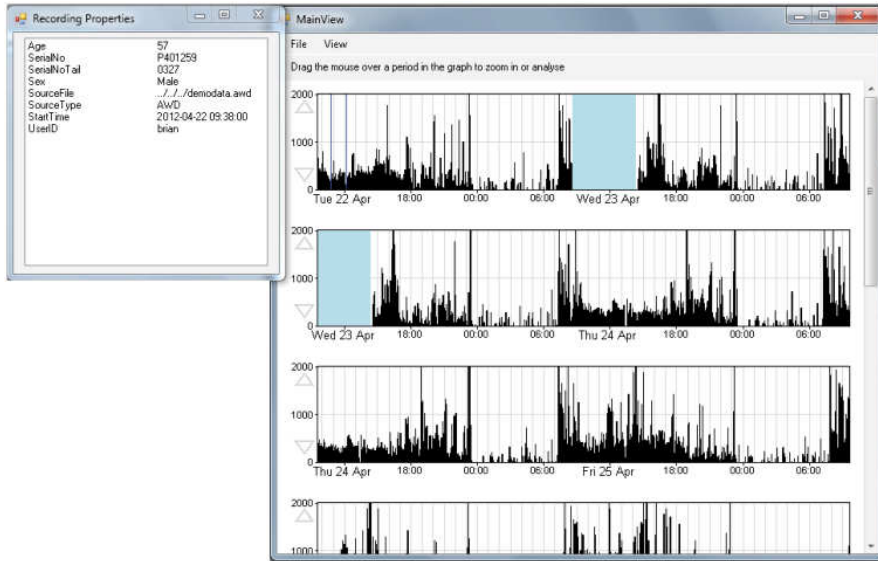 Recording Properties
Age 57
SerialNo P401259
SerialNoTail 0327
Sex Male
SourceFile .../../../demodata.awd
SourceType AWD
StartTime 2012-04-22 09:38:00
UserID brian
MainView
File View
Drag the mouse over a period in the graph to zoom in or analyse
2000
1000
0
Tue 22 Apr 18:00 00:00 06:00 Wed 23 Apr 18:00 00:00 06:00
2000
1000
0
Wed 23 Apr 18:00 00:00 06:00 Thu 24 Apr 18:00 00:00 06:00
2000
1000
0
Thu 24 Apr 18:00 00:00 06:00 Fri 25 Apr 18:00 00:00 06:00
2000
1000